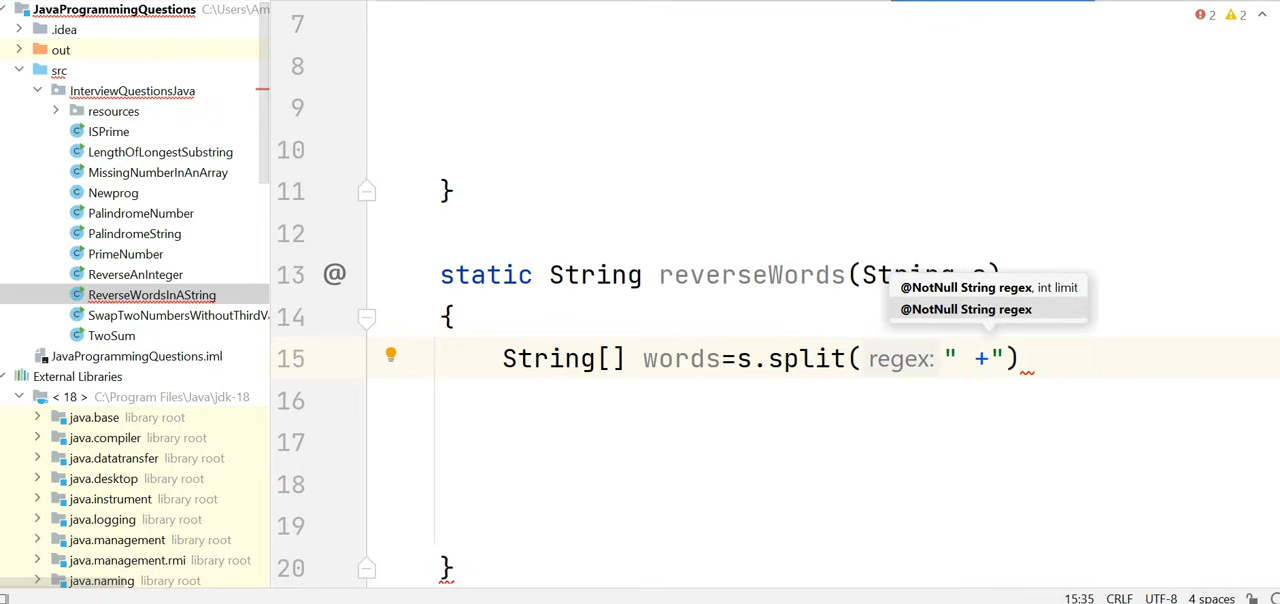 JavaProgrammingQuestions C:\Users\Am
.idea
out
src
InterviewQuestionsJava
resources
ISPrime
LengthOfLongestSubstring
MissingNumberInAnArray
Newprog
PalindromeNumber
PalindromeString
PrimeNumber
ReverseAnInteger
ReverseWordsInAString
SwapTwoNumbersWithoutThirdVa
TwoSum
JavaProgrammingQuestions.iml
External Libraries
< 18 > C:\Program Files\Java\jdk-18
java.base library root
java.compiler library root
java.datatransfer library root
java.desktop library root
java.instrument library root
java.logging library root
java.management library root
java.management.rmi library root
java.naming library root
2 2
7
8
9
10
11 }
12
13 @ static String reverseWords(String s)
@NotNull String regex, int limit
@NotNull String regex
14 {
15 String[] words=s.split( regex: " +")
16
17
18
19
20 }
15:35 CRLF UTF-8 4 spaces